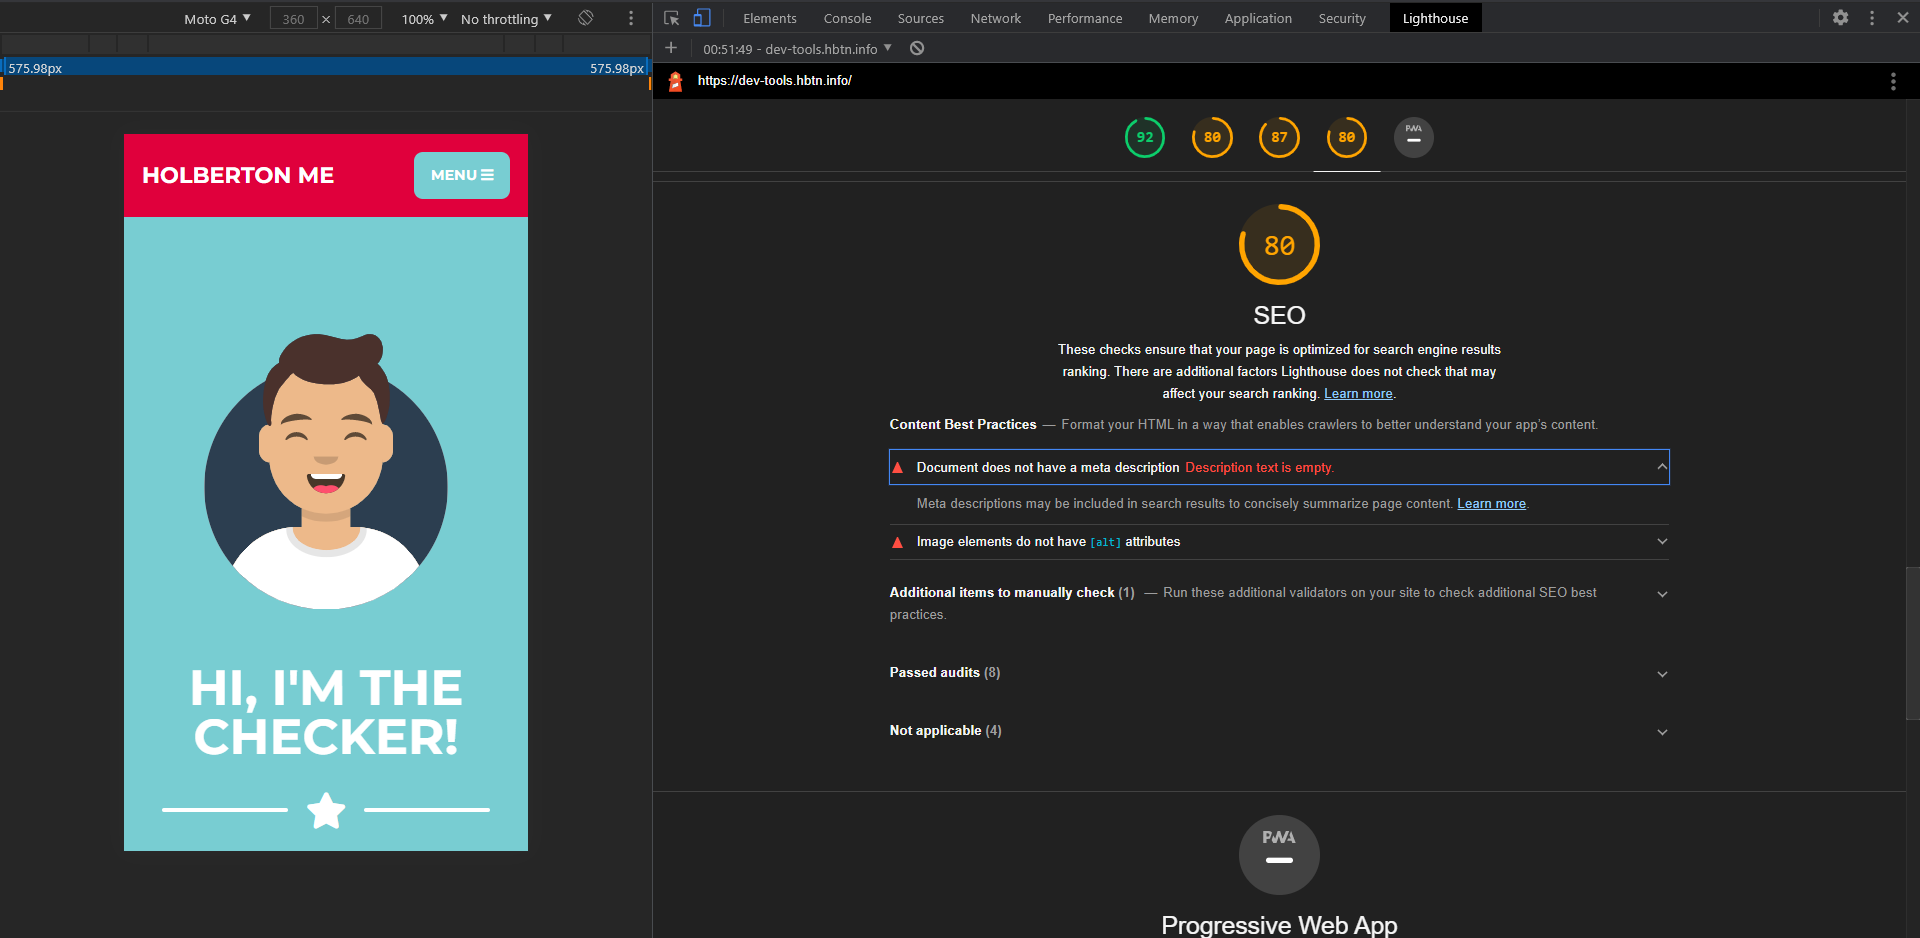 Moto G4 360 × 640 100% No throttling
575.98px 575.98px
HOLBERTON ME
MENU
HI, I'M THE
CHECKER!
Elements Console Sources Network Performance Memory Application Security Lighthouse
00:51:49 - dev-tools.hbtn.info
https://dev-tools.hbtn.info/
92 80 87 80 PWA
80
SEO
These checks ensure that your page is optimized for search engine results
ranking. There are additional factors Lighthouse does not check that may
affect your search ranking. Learn more.
Content Best Practices — Format your HTML in a way that enables crawlers to better understand your app's content.
Document does not have a meta description Description text is empty.
Meta descriptions may be included in search results to concisely summarize page content. Learn more.
Image elements do not have [alt] attributes
Additional items to manually check (1) — Run these additional validators on your site to check additional SEO best
practices.
Passed audits (8)
Not applicable (4)
PWA
Progressive Web App